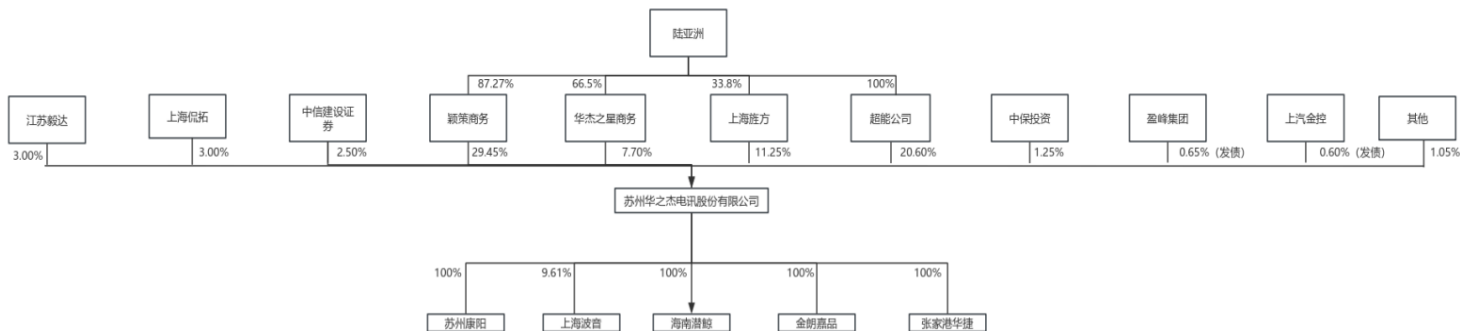 陆亚洲
87.27%
66.5%
33.8%
100%
江苏毅达
上海侃拓
中信建设证
券
颖策商务
华杰之星商务
上海旌方
超能公司
中保投资
盈峰集团
上汽金控
其他
3.00%
3.00%
2.50%
29.45%
7.70%
11.25%
20.60%
1.25%
0.65%（发债）
0.60%（发债）
1.05%
苏州华之杰电讯股份有限公司
100%
9.61%
100%
100%
100%
苏州康阳
上海波音
海南潜鲸
金朗嘉品
张家港华捷